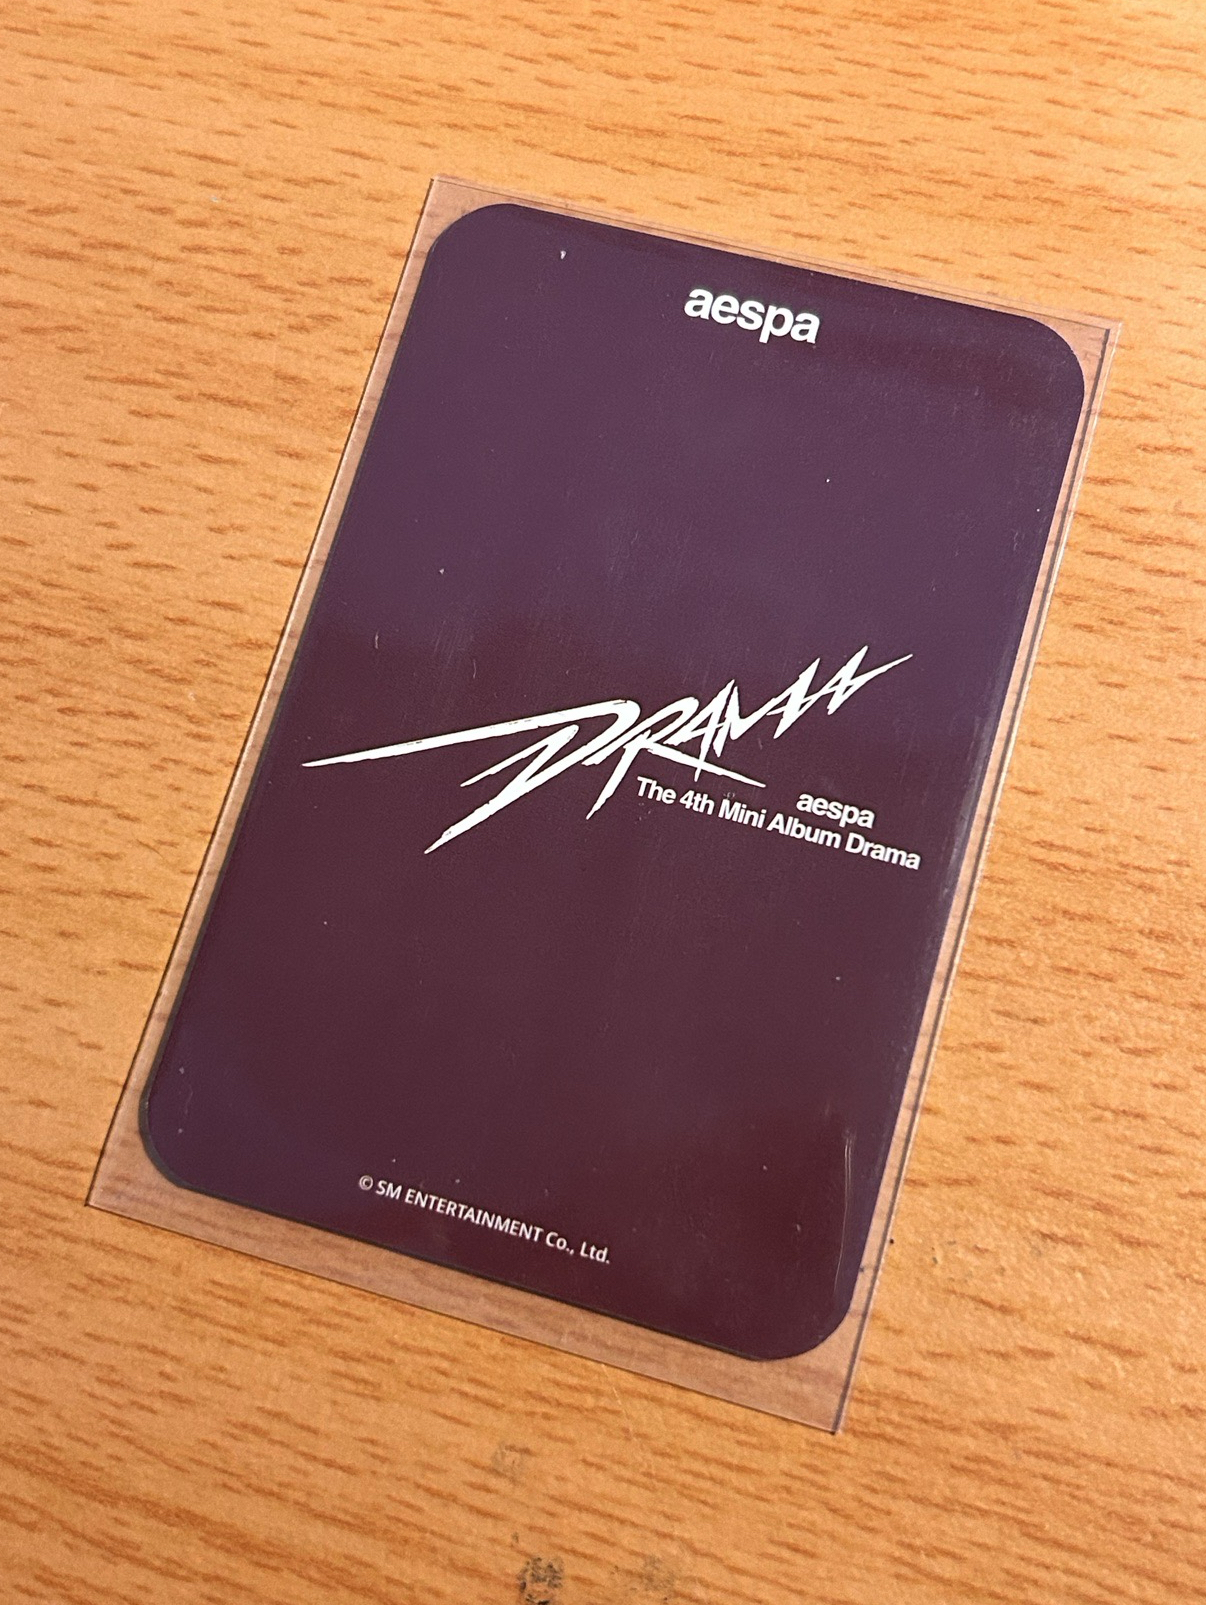 aespa
DRAMA
aespa
The 4th Mini Album Drama
© SM ENTERTAINMENT Co., Ltd.